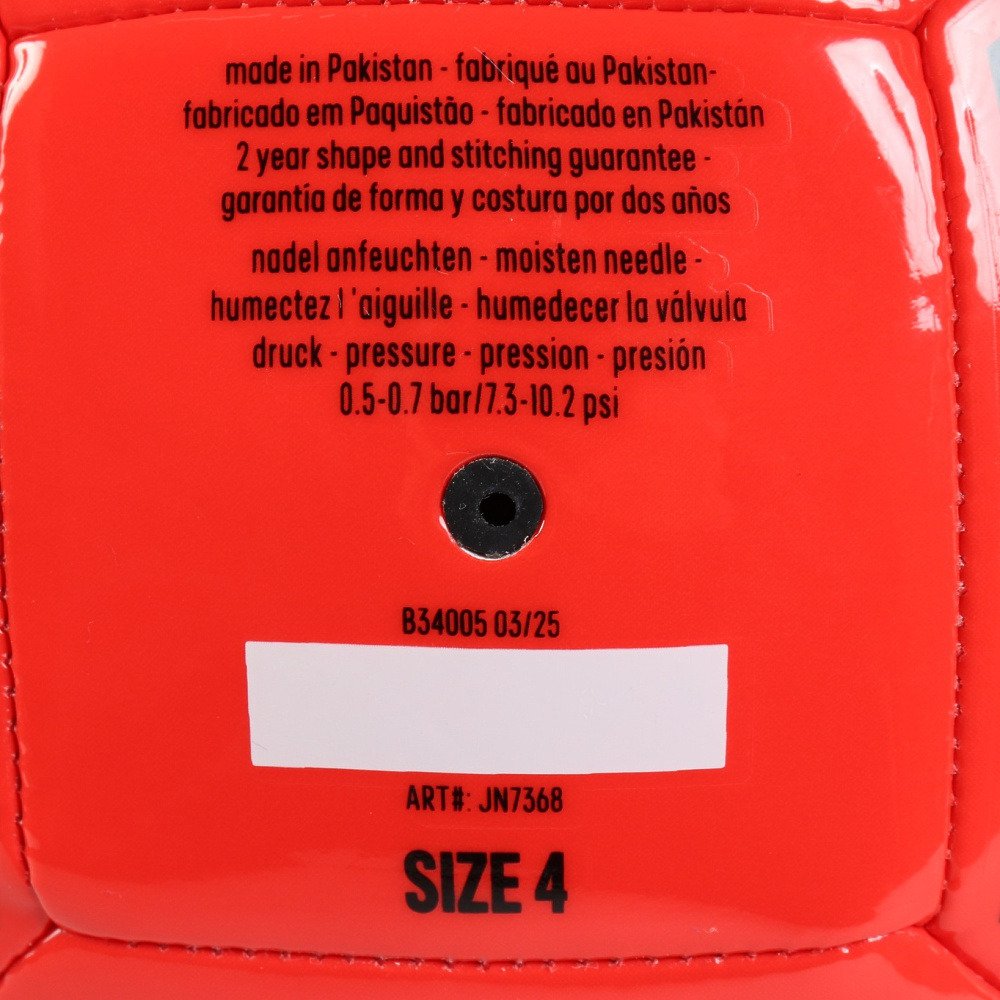 made in Pakistan - fabriqué au Pakistan-
fabricado em Paquistão - fabricado en Pakistán
2 year shape and stitching guarantee -
garantía de forma y costura por dos años
nadel anfeuchten - moisten needle -
humectez l 'aiguille - humedecer la válvula
druck - pressure - pression - presión
0.5-0.7 bar/7.3-10.2 psi
B34005 03/25
ART#: JN7368
SIZE 4